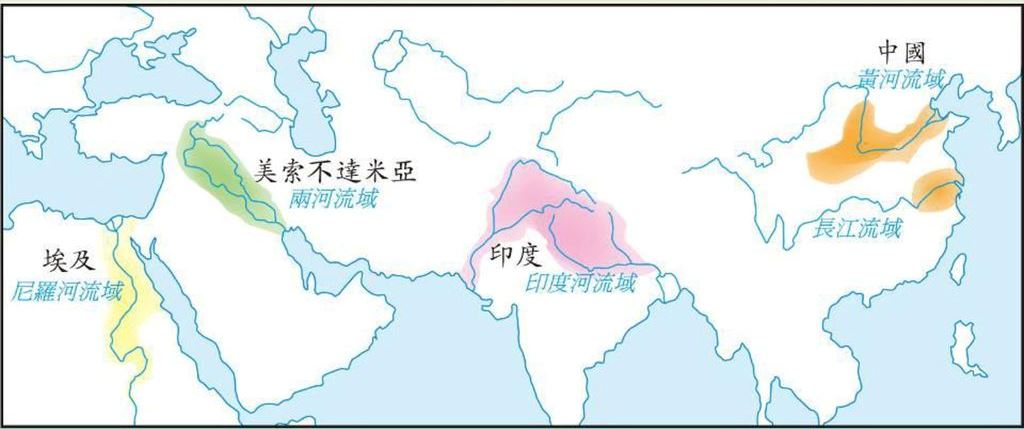 中國
黃河流域
美索不達米亞
兩河流域
長江流域
埃及
尼羅河流域
印度
印度河流域